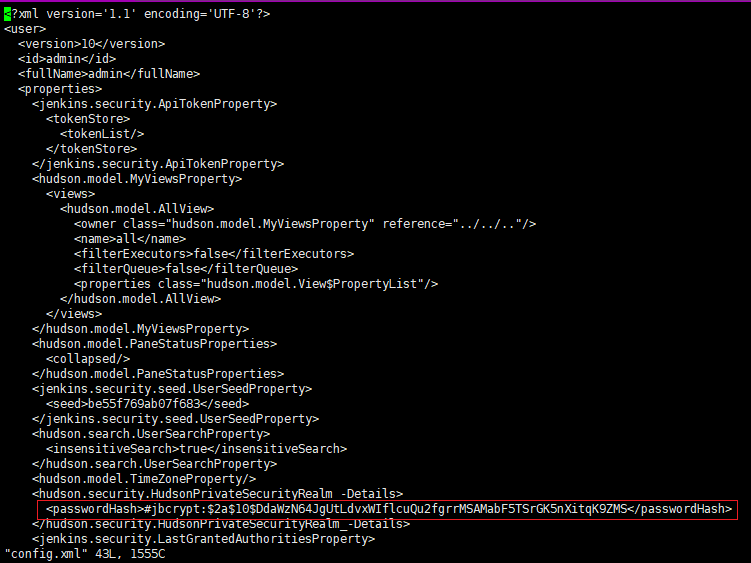 <?xml version='1.1' encoding='UTF-8'?>
<user>
  <version>10</version>
  <id>admin</id>
  <fullName>admin</fullName>
  <properties>
    <jenkins.security.ApiTokenProperty>
      <tokenStore>
        <tokenList/>
      </tokenStore>
    </jenkins.security.ApiTokenProperty>
    <hudson.model.MyViewsProperty>
      <views>
        <hudson.model.AllView>
          <owner class="hudson.model.MyViewsProperty" reference="../../.."/>
          <name>all</name>
          <filterExecutors>false</filterExecutors>
          <filterQueue>false</filterQueue>
          <properties class="hudson.model.View$PropertyList"/>
        </hudson.model.AllView>
      </views>
    </hudson.model.MyViewsProperty>
    <hudson.model.PaneStatusProperties>
      <collapsed/>
    </hudson.model.PaneStatusProperties>
    <jenkins.security.seed.UserSeedProperty>
      <seed>be55f769ab07f683</seed>
    </jenkins.security.seed.UserSeedProperty>
    <hudson.search.UserSearchProperty>
      <insensitiveSearch>true</insensitiveSearch>
    </hudson.search.UserSearchProperty>
    <hudson.model.TimeZoneProperty/>
    <hudson.security.HudsonPrivateSecurityRealm_-Details>
      <passwordHash>#jbcrypt:$2a$10$DdaWzN64JgUtLdvxWIflcuQu2fgrrMSAMabF5TSrGK5nXitqK9ZMS</passwordHash>
    </hudson.security.HudsonPrivateSecurityRealm_-Details>
    <jenkins.security.LastGrantedAuthoritiesProperty>
"config.xml" 43L, 1555C